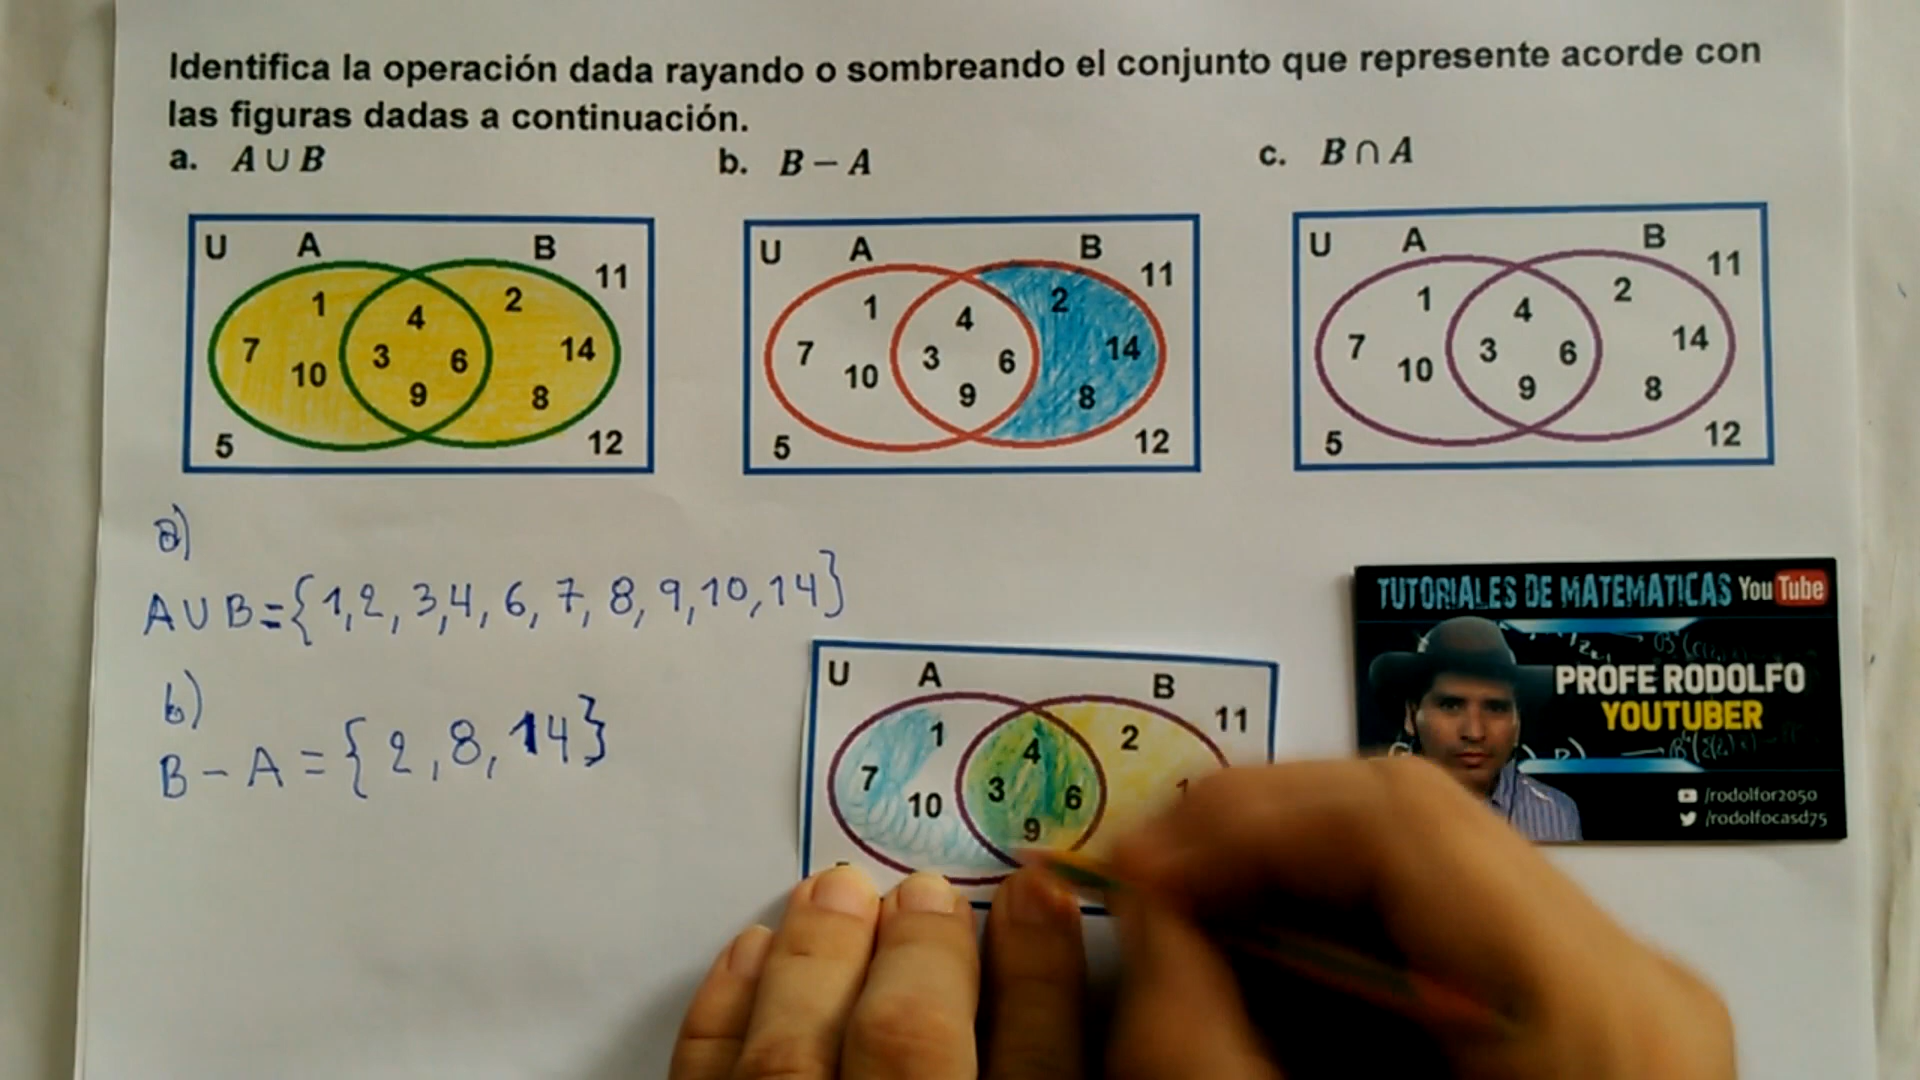 Identifica la operación dada rayando o sombreando el conjunto que represente acorde con
las figuras dadas a continuación.
a. A ∪ B
b. B − A
c. B ∩ A
U A B 11
1 4 2
7 3 6 14
10 9 8
5 12
U A B 11
1 4 2
7 3 6 14
10 9 8
5 12
U A B 11
1 4 2
7 3 6 14
10 9 8
5 12
a)
A ∪ B = {1, 2, 3, 4, 6, 7, 8, 9, 10, 14}
b)
B − A = {2, 8, 14}
U A B 11
1 4 2
7 3 6
10 9
TUTORIALES DE MATEMATICAS YouTube
PROFE RODOLFO
YOUTUBER
/rodolfor2050
/rodolfocasd75